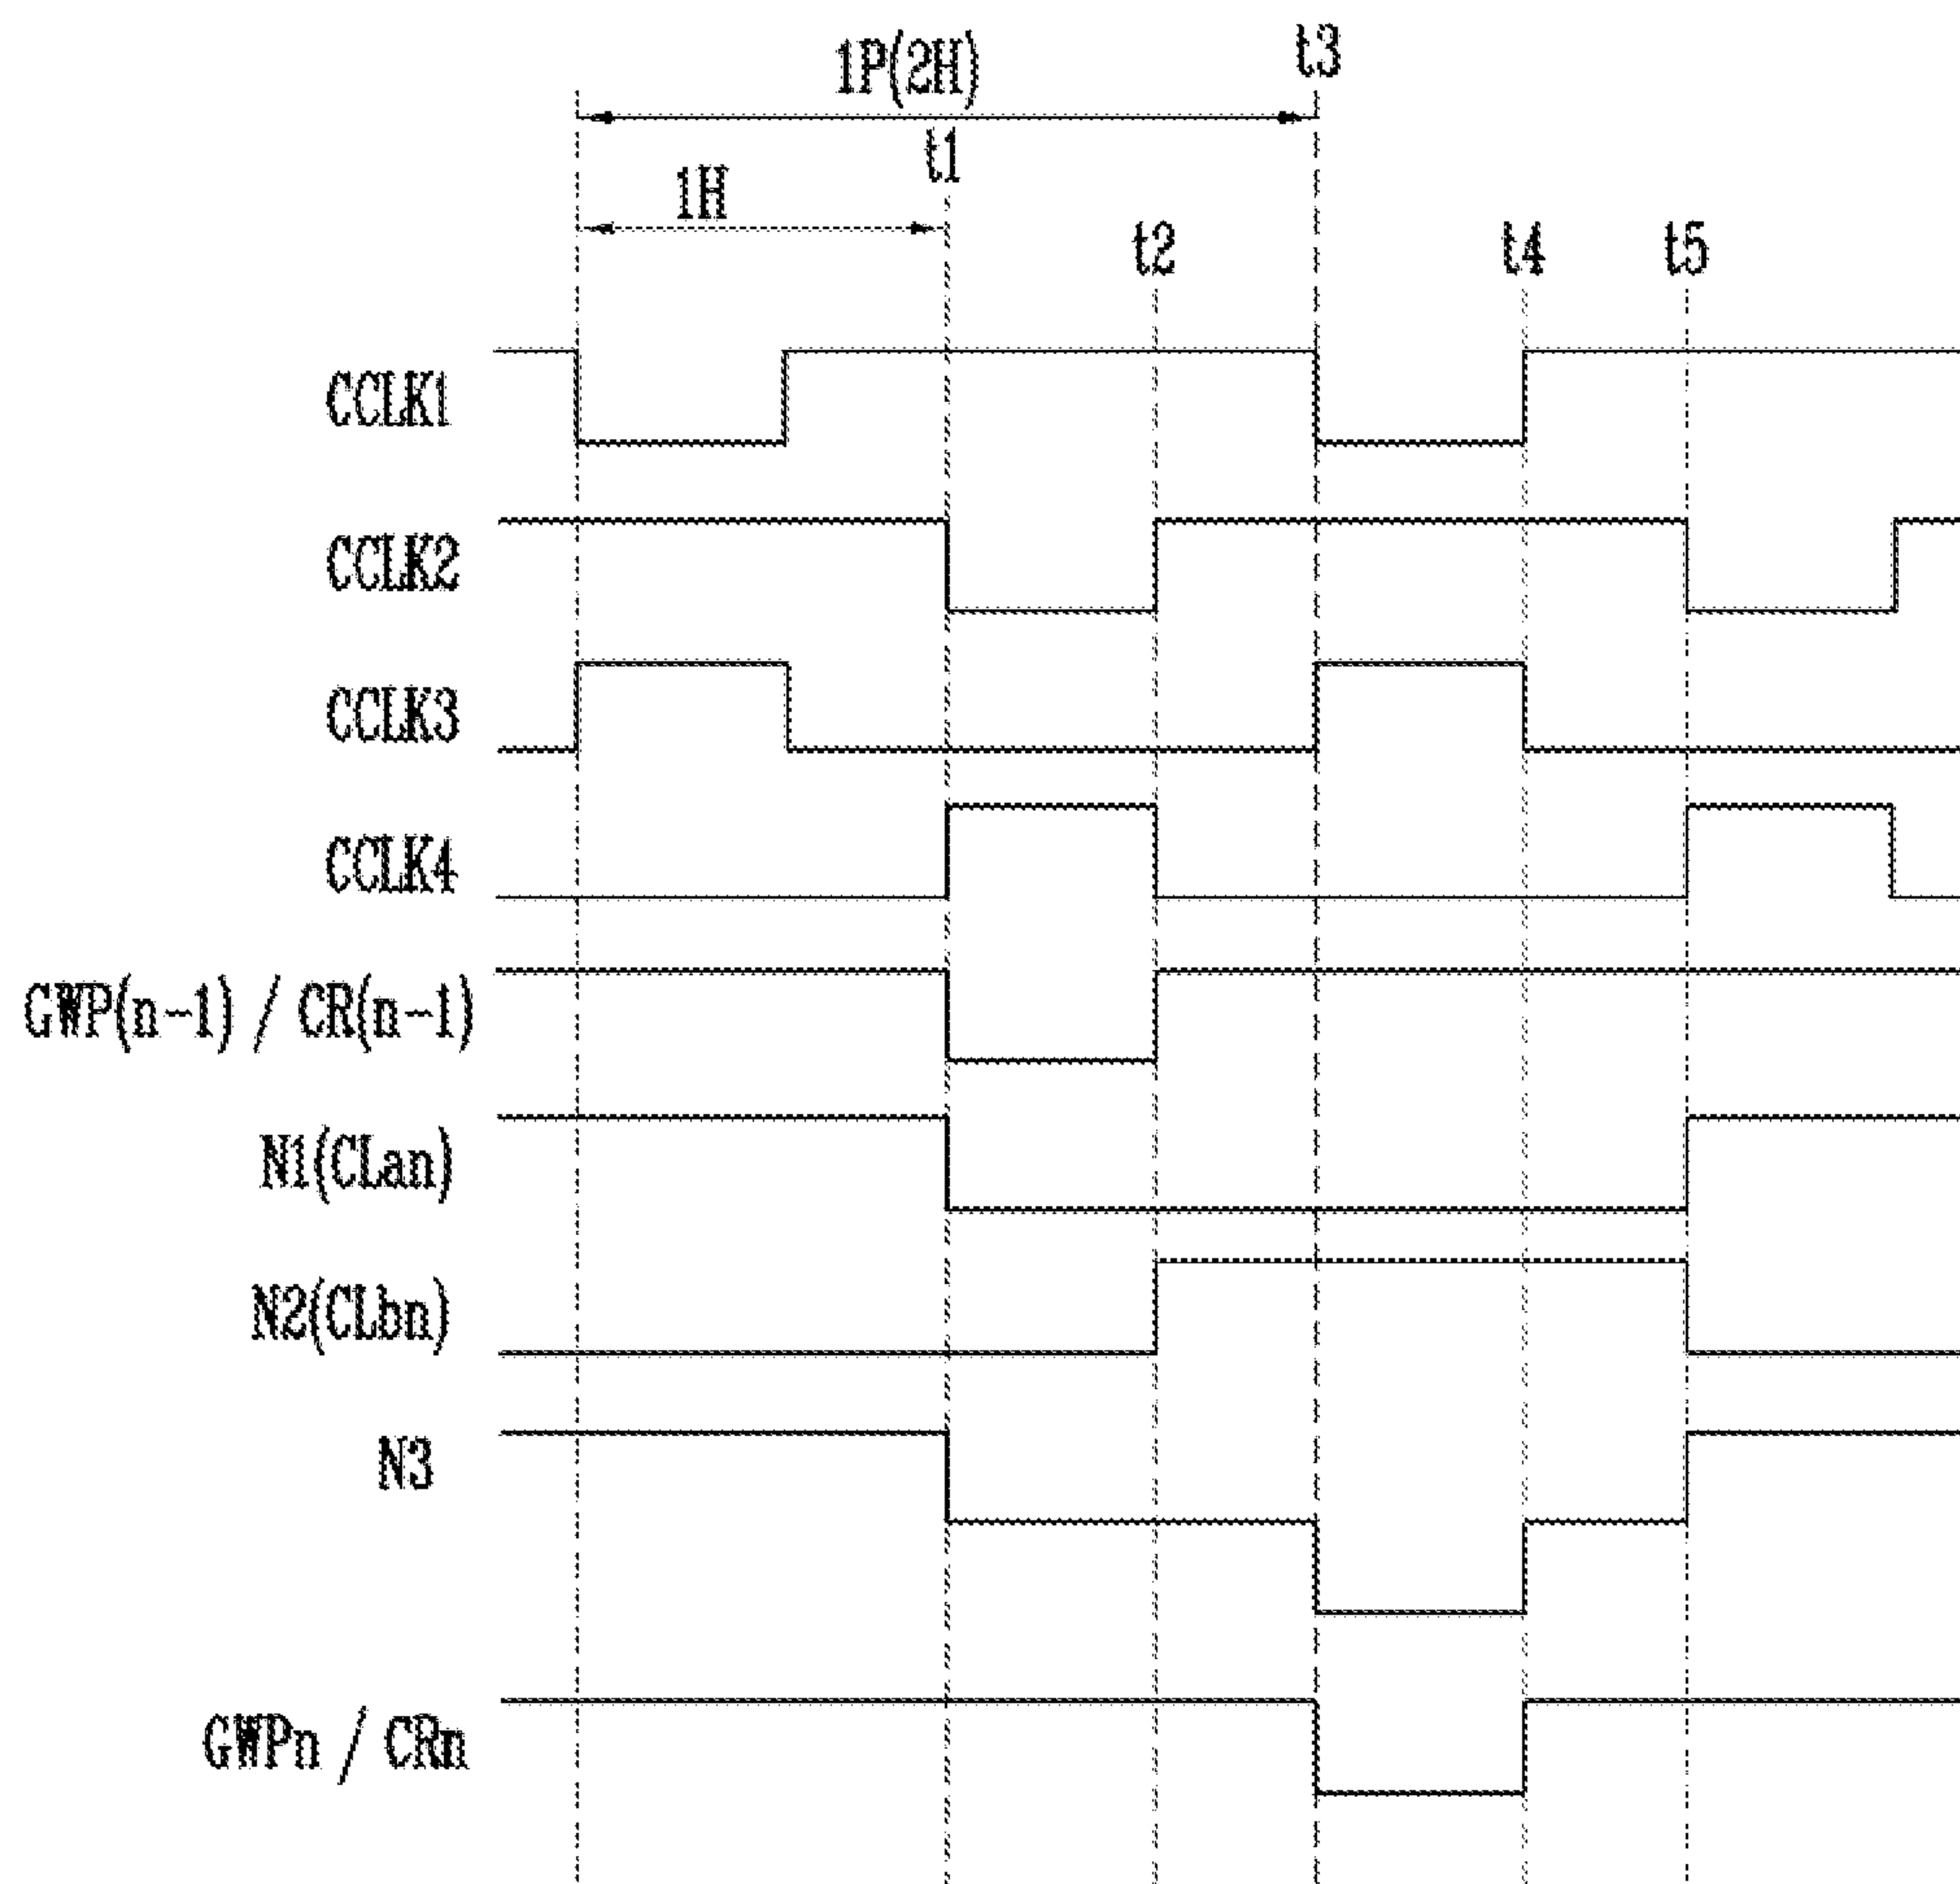 1P(2H)
t3
t1
1H
t2
t4
t5
CCLK1
CCLK2
CCLK3
CCLK4
GWP(n-1) / CR(n-1)
N1(CLan)
N2(CLbn)
N3
GWPn / CRn